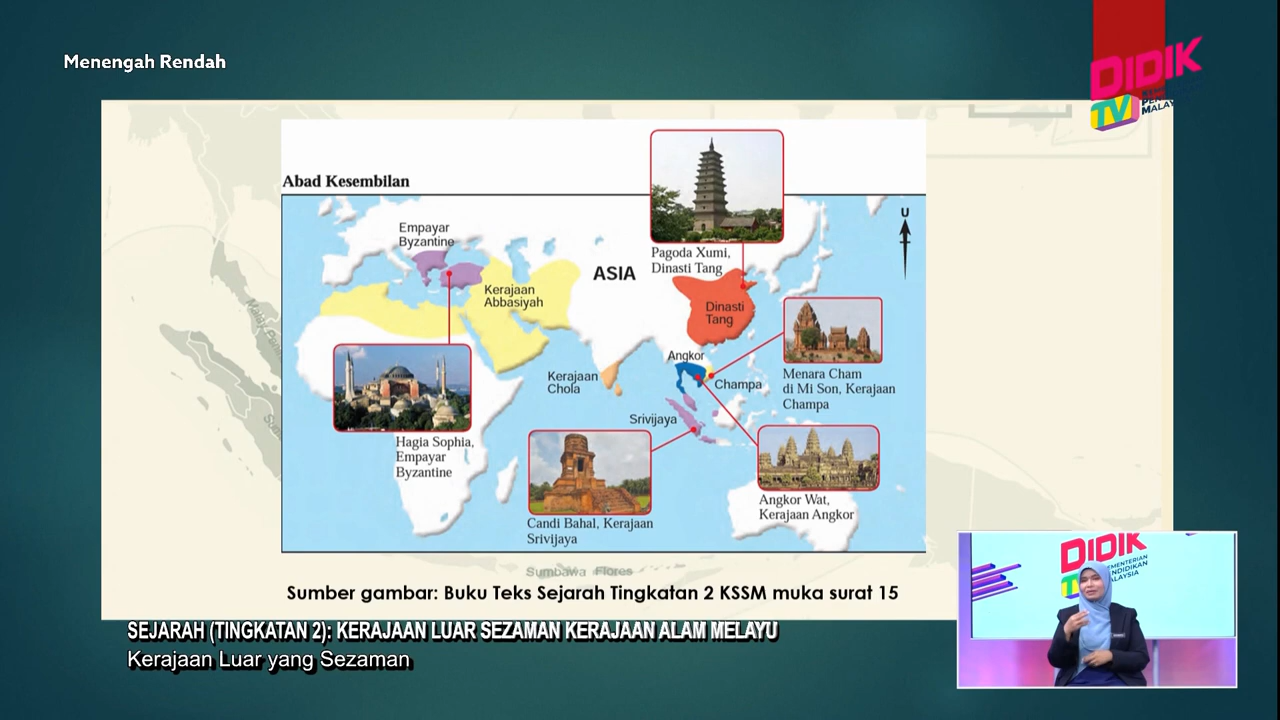 Menengah Rendah
DIDIK
TV
Abad Kesembilan
U
Empayar
Byzantine
ASIA
Pagoda Xumi,
Dinasti Tang
Kerajaan
Abbasiyah
Dinasti
Tang
Angkor
Kerajaan
Chola
Champa
Menara Cham
di Mi Son, Kerajaan
Champa
Srivijaya
Hagia Sophia,
Empayar
Byzantine
Angkor Wat,
Kerajaan Angkor
Candi Bahal, Kerajaan
Srivijaya
Sumbawa Flores
Sumber gambar: Buku Teks Sejarah Tingkatan 2 KSSM muka surat 15
DIDIK
KEMENTERIAN
PENDIDIKAN
MALAYSIA
SEJARAH (TINGKATAN 2): KERAJAAN LUAR SEZAMAN KERAJAAN ALAM MELAYU
Kerajaan Luar yang Sezaman